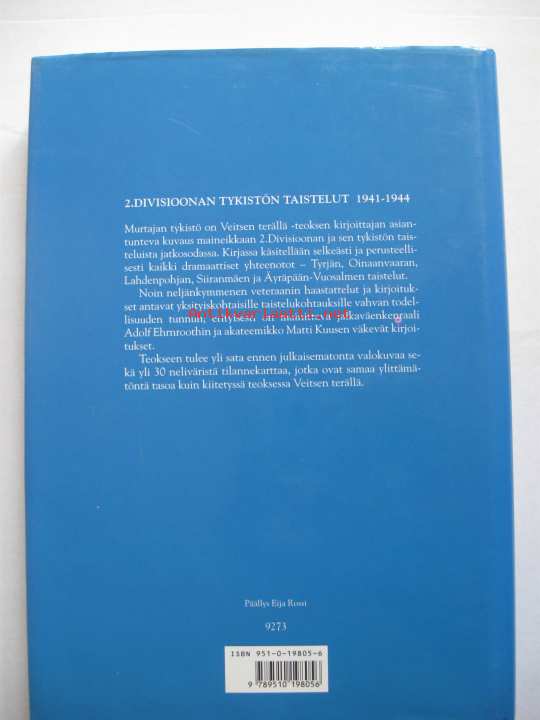 2.DIVISIOONAN TYKISTÖN TAISTELUT 1941-1944
Murtajan tykistö on Veitsen terällä -teoksen kirjoittajan asian-
tunteva kuvaus maineikkaan 2.Divisioonan ja sen tykistön tais-
teluista jatkosodassa. Kirjassa käsitellään selkeästi ja perusteelli-
sesti kaikki dramaattiset yhteenotot – Tyrjän, Oinaanvaaran,
Lahdenpohjan, Siiranmäen ja Äyräpään-Vuosalmen taistelut.
Noin neljänkymmenen veteraanin haastattelut ja kirjoituk-
set antavat yksityiskohtaisille taistelukohtauksille vahvan todel-
lisuuden tunnun, erityisesti jalkaväenkenraali
Adolf Ehrnroothin ja akateemikko Matti Kuusen väkevät kirjoi-
tukset.
Teokseen tulee yli sata ennen julkaisematonta valokuvaa se-
kä yli 30 neliväristä tilannekarttaa, jotka ovat samaa ylittämä-
töntä tasoa kuin kiitetyssä teoksessa Veitsen terällä.
Päällys Eija Rossi
9273
ISBN 951-0-19805-6
9 789510 198056